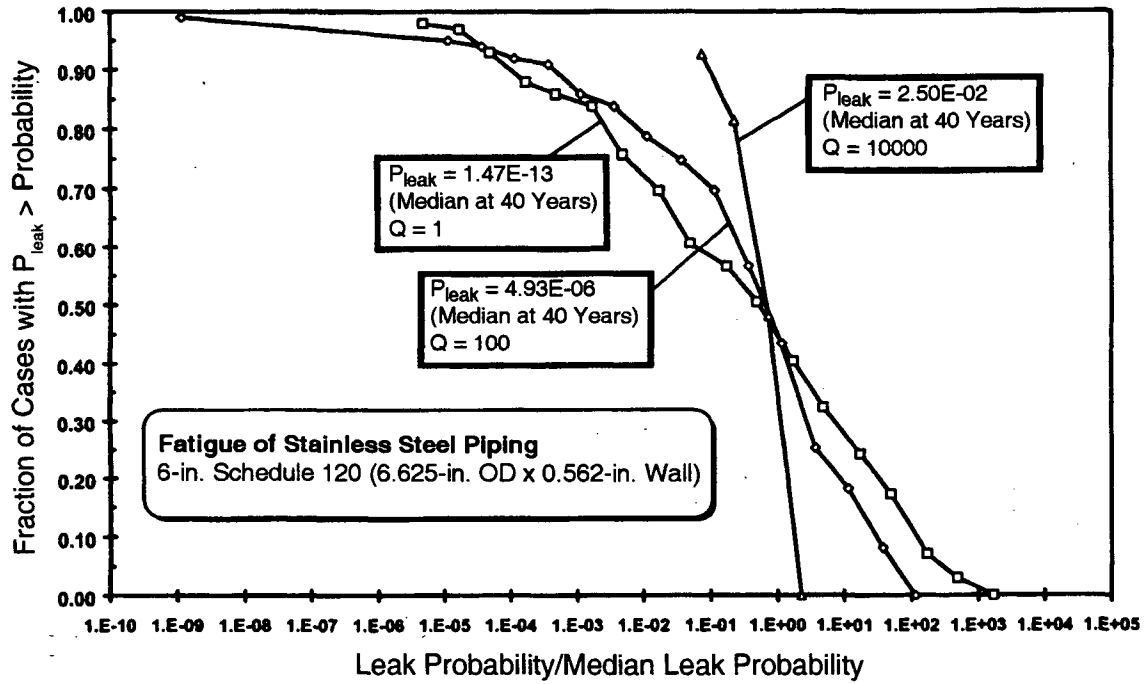 Fraction of Cases with P_leak > Probability
1.00
0.90
0.80
0.70
0.60
0.50
0.40
0.30
0.20
0.10
0.00
P_leak = 2.50E-02
(Median at 40 Years)
Q = 10000
P_leak = 1.47E-13
(Median at 40 Years)
Q = 1
P_leak = 4.93E-06
(Median at 40 Years)
Q = 100
Fatigue of Stainless Steel Piping
6-in. Schedule 120 (6.625-in. OD x 0.562-in. Wall)
1.E-10 1.E-09 1.E-08 1.E-07 1.E-06 1.E-05 1.E-04 1.E-03 1.E-02 1.E-01 1.E+00 1.E+01 1.E+02 1.E+03 1.E+04 1.E+05
Leak Probability/Median Leak Probability